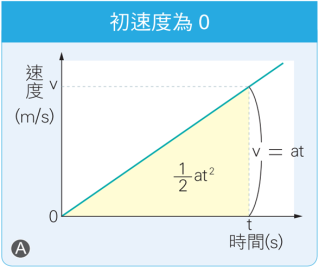 初速度為 0
速度
v
(m/s)
v = at
1/2 at²
0
t
時間(s)
A